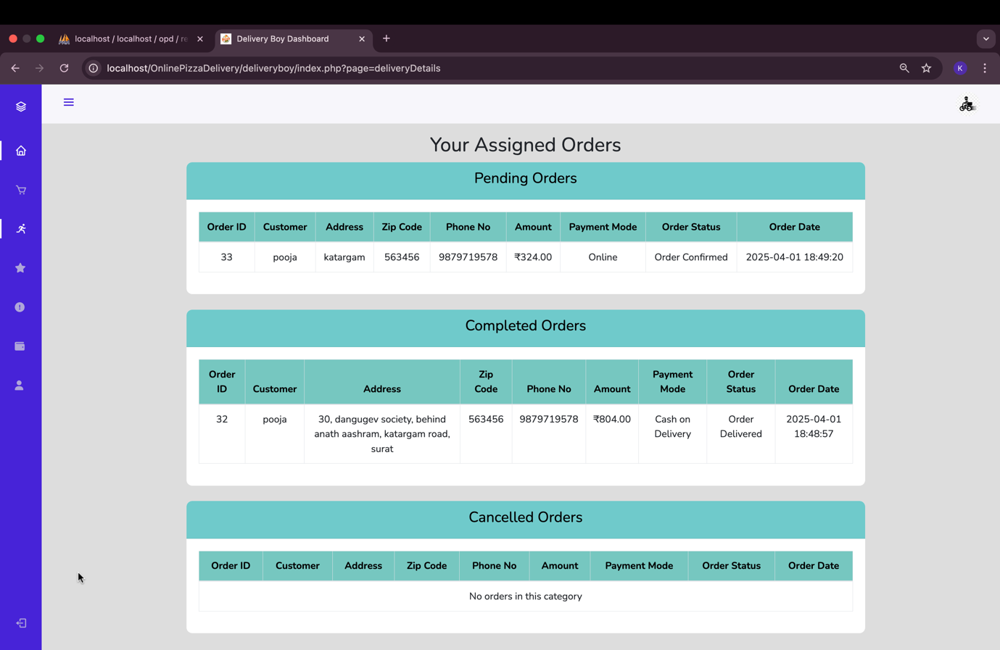 localhost / localhost / opd / re
Delivery Boy Dashboard
localhost/OnlinePizzaDelivery/deliveryboy/index.php?page=deliveryDetails
K
Your Assigned Orders
Pending Orders
Order ID Customer Address Zip Code Phone No Amount Payment Mode Order Status Order Date
33 pooja katargam 563456 9879719578 ₹324.00 Online Order Confirmed 2025-04-01 18:49:20
Completed Orders
Order Zip Payment Order
ID Customer Address Code Phone No Amount Mode Status Order Date
32 pooja 30, dangugev society, behind 563456 9879719578 ₹804.00 Cash on Order 2025-04-01
anath aashram, katargam road, Delivery Delivered 18:48:57
surat
Cancelled Orders
Order ID Customer Address Zip Code Phone No Amount Payment Mode Order Status Order Date
No orders in this category